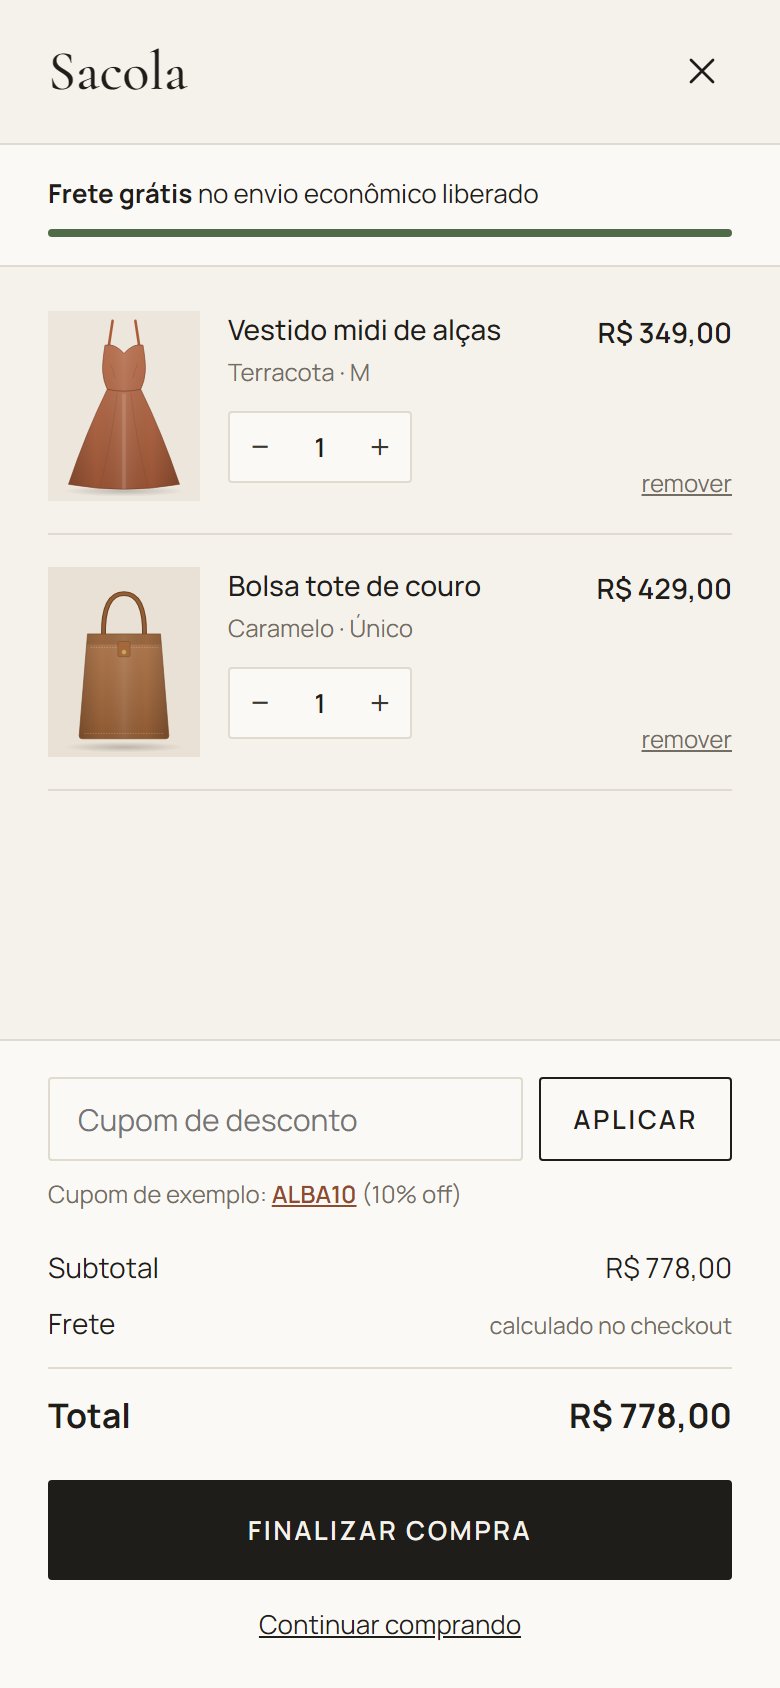 Sacola
Frete grátis no envio econômico liberado
Vestido midi de alças
R$ 349,00
Terracota · M
− 1 +
remover
Bolsa tote de couro
R$ 429,00
Caramelo · Único
− 1 +
remover
Cupom de desconto
APLICAR
Cupom de exemplo: ALBA10 (10% off)
Subtotal R$ 778,00
Frete calculado no checkout
Total R$ 778,00
FINALIZAR COMPRA
Continuar comprando